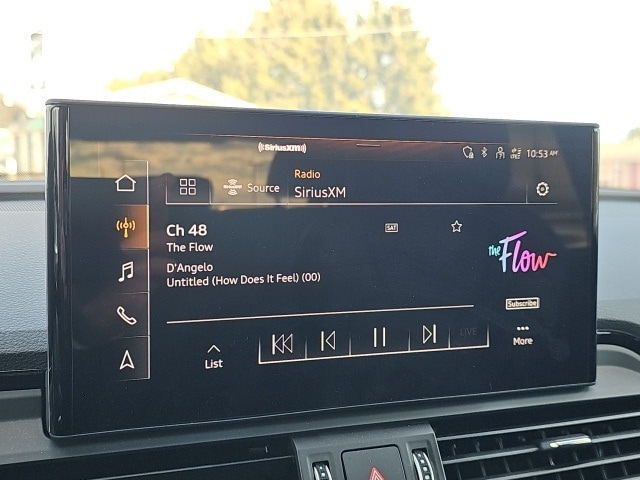 ((SiriusXM))
10:53 AM
SiriusXM
Source
Radio
SiriusXM
Ch 48
SAT
The Flow
D'Angelo
Untitled (How Does It Feel) (00)
the Flow
Subscribe
List
LIVE
More